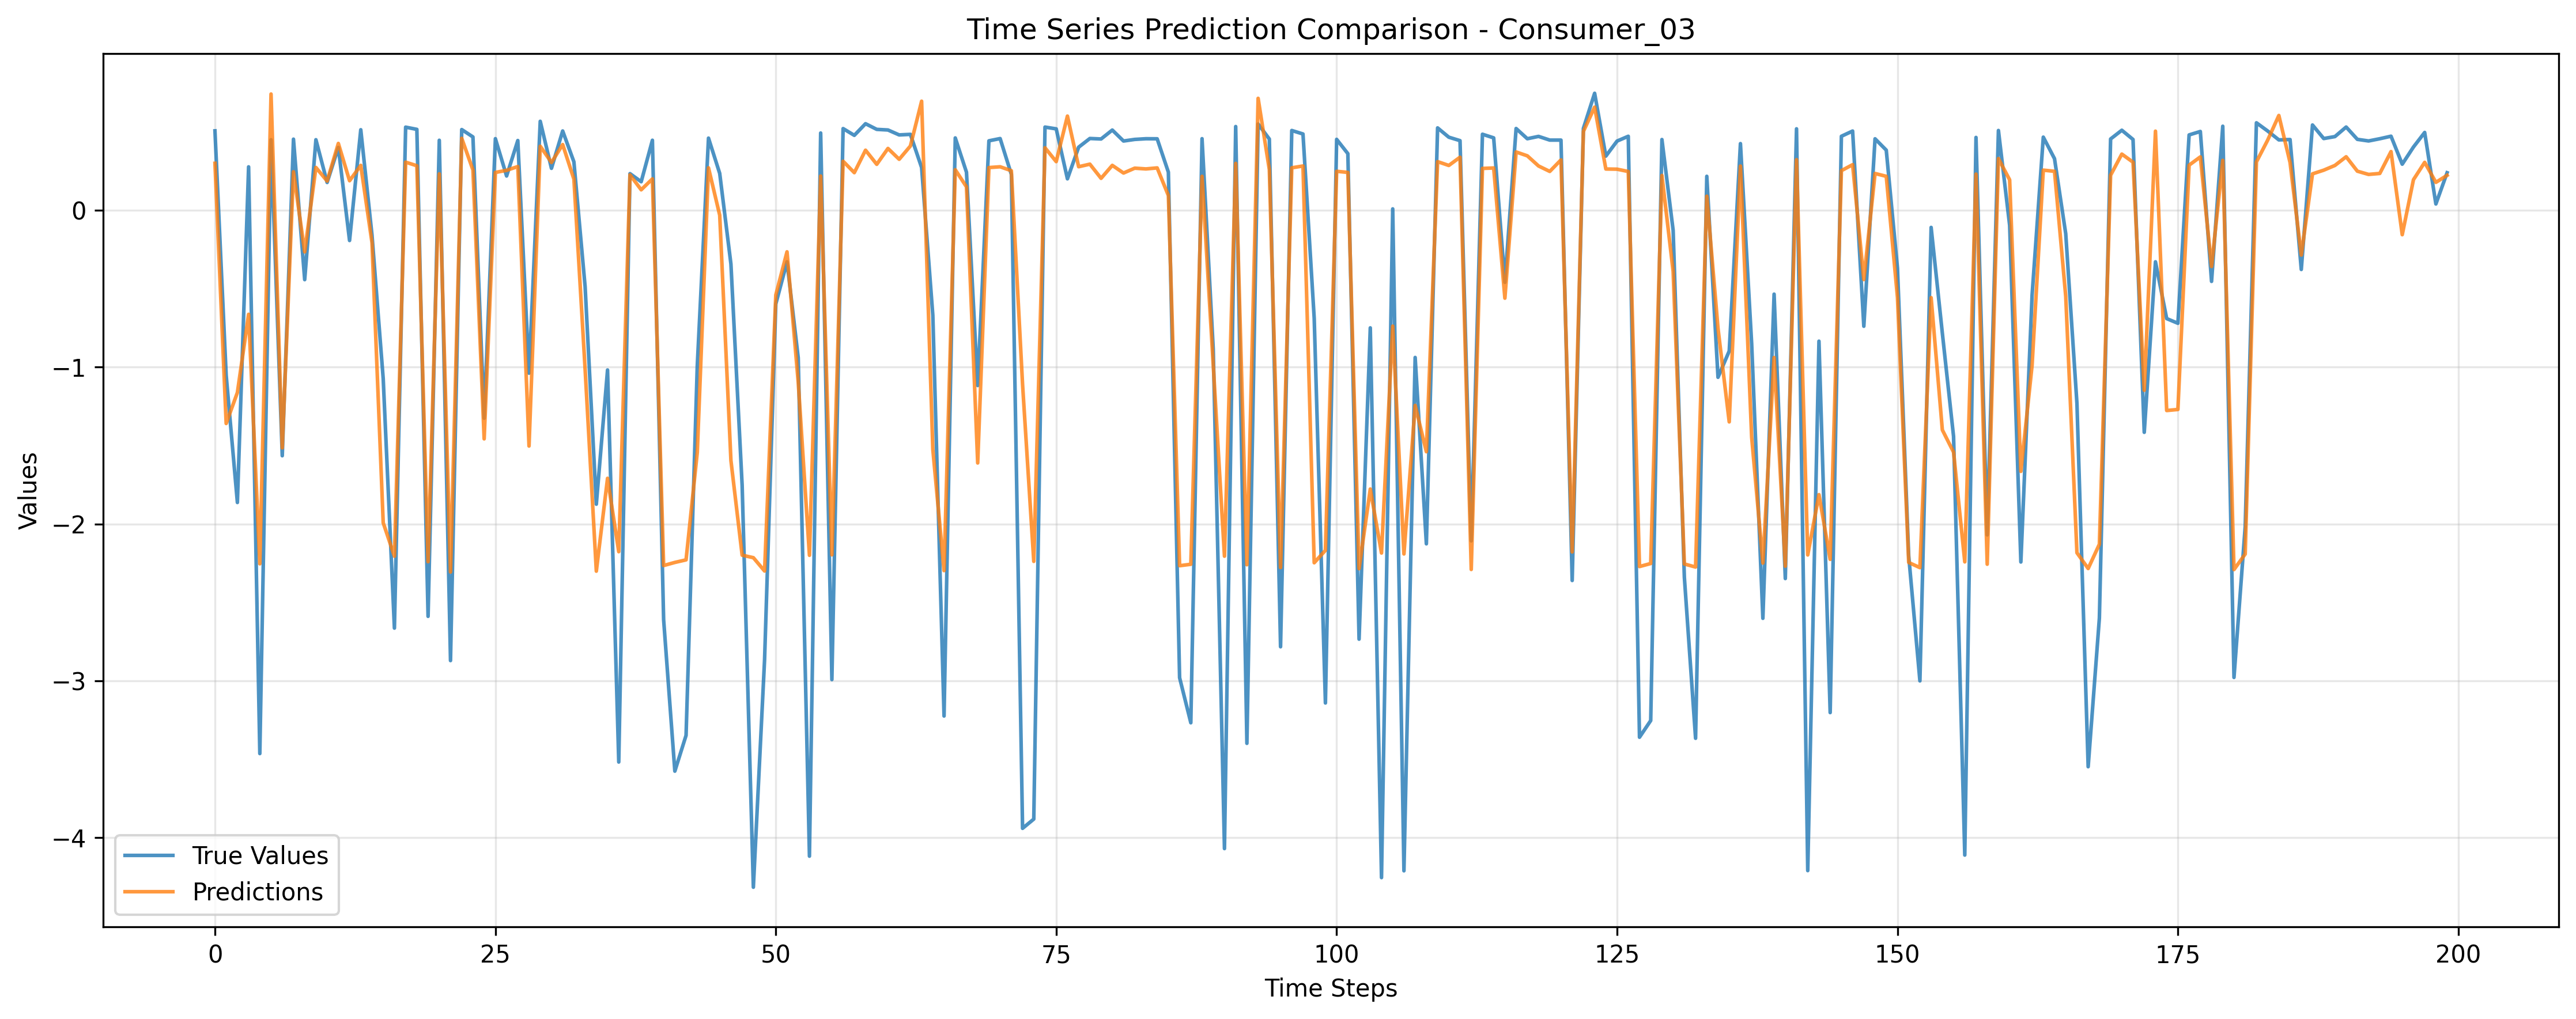 Time Series Prediction Comparison - Consumer_03
Values
0
−1
−2
−3
−4
True Values
Predictions
0 25 50 75 100 125 150 175 200
Time Steps